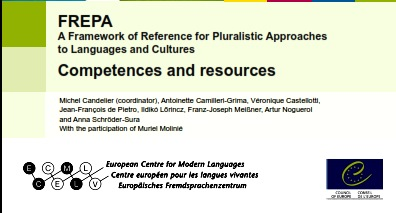 FREPA
A Framework of Reference for Pluralistic Approaches
to Languages and Cultures
Competences and resources
Michel Candelier (coordinator), Antoinette Camilleri-Grima, Véronique Castellotti,
Jean-François de Pietro, Ildikó Lörincz, Franz-Joseph Meißner, Artur Noguerol
and Anna Schröder-Sura
With the participation of Muriel Molinié
E C M L
C E L V
European Centre for Modern Languages
Centre européen pour les langues vivantes
Europäisches Fremdsprachenzentrum
COUNCIL OF EUROPE
CONSEIL DE L'EUROPE